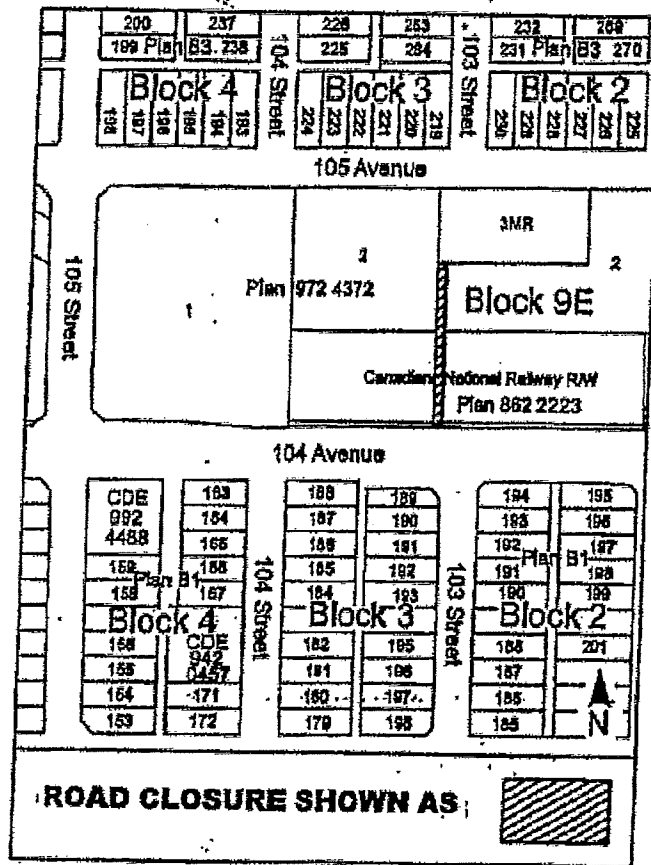 200 237 226 253 232 269
199 Plan B3 238 225 254 231 Plan B3 270
104 Street
103 Street
Block 4 Block 3 Block 2
198 197 196 195 194 193
224 223 222 221 220 219
230 229 228 227 226 225
105 Avenue
3MR
2
2
Plan 972 4372
Block 9E
1
105 Street
Canadian National Railway R/W
Plan 862 2223
104 Avenue
CDE 163 188 189 194 195
992 164 187 190 193 196
4488 165 186 191 192 197
Plan B1
159 166 185 192 191 198
Plan B1
158 167 184 193 190 199
104 Street
103 Street
Block 4 Block 3 Block 2
156 CDE 182 195 188 201
942
0457
155 181 196 187
154 171 180 197 186
153 172 179 198 185
N
ROAD CLOSURE SHOWN AS